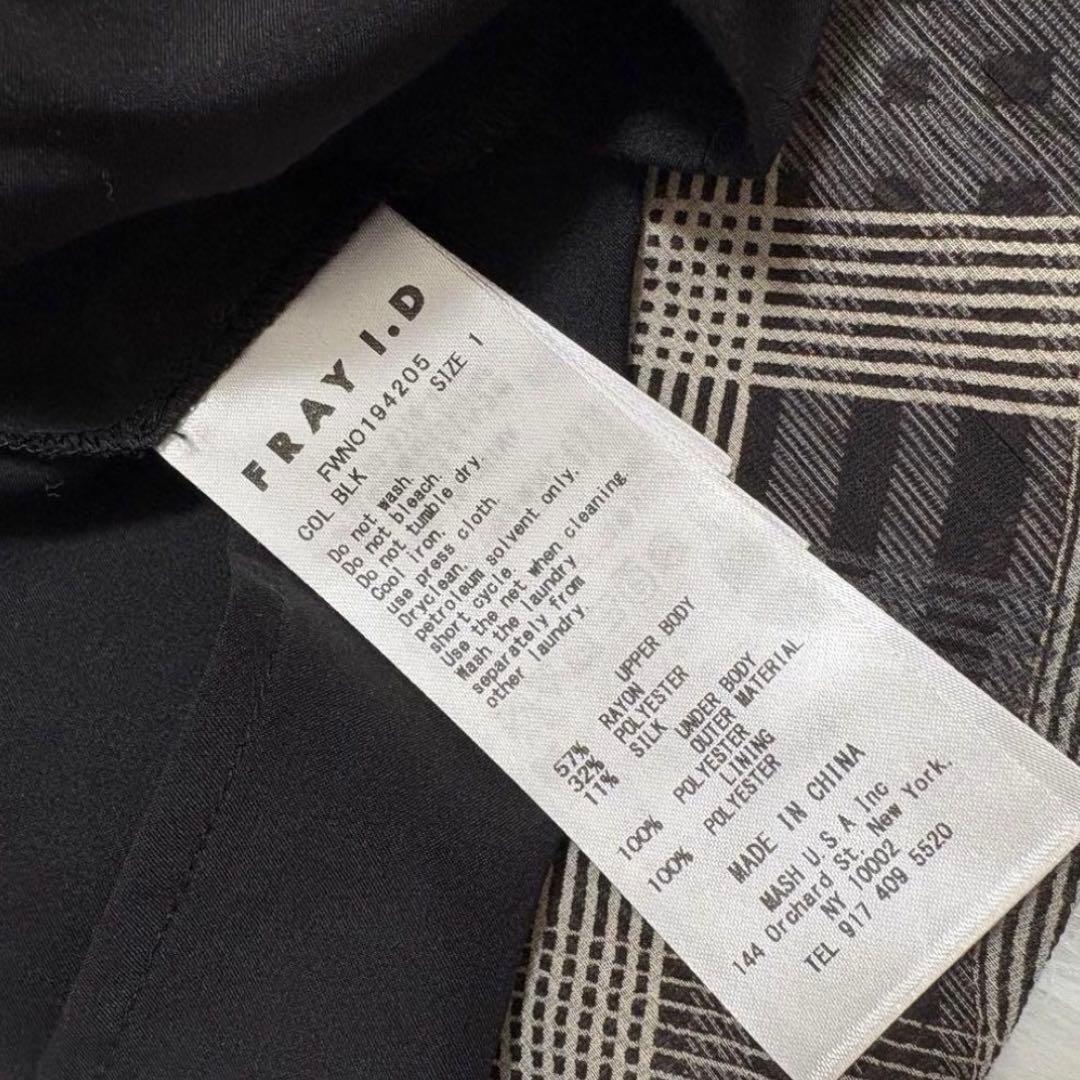 FRAY I.D
FWNO194205
COL BLK SIZE 1
Do not wash.
Do not bleach.
Do not tumble dry.
Cool iron.
use press cloth.
Dryclean.
petroleum solvent only.
short cycle.
Use the net when cleaning.
Wash the laundry
separately from
other laundry.
UPPER BODY
57% RAYON
32% POLYESTER
11% SILK
UNDER BODY
OUTER MATERIAL
100% POLYESTER
LINING
100% POLYESTER
MADE IN CHINA
MASH U S A Inc
144 Orchard St. New York.
NY 10002
TEL 917 409 5520